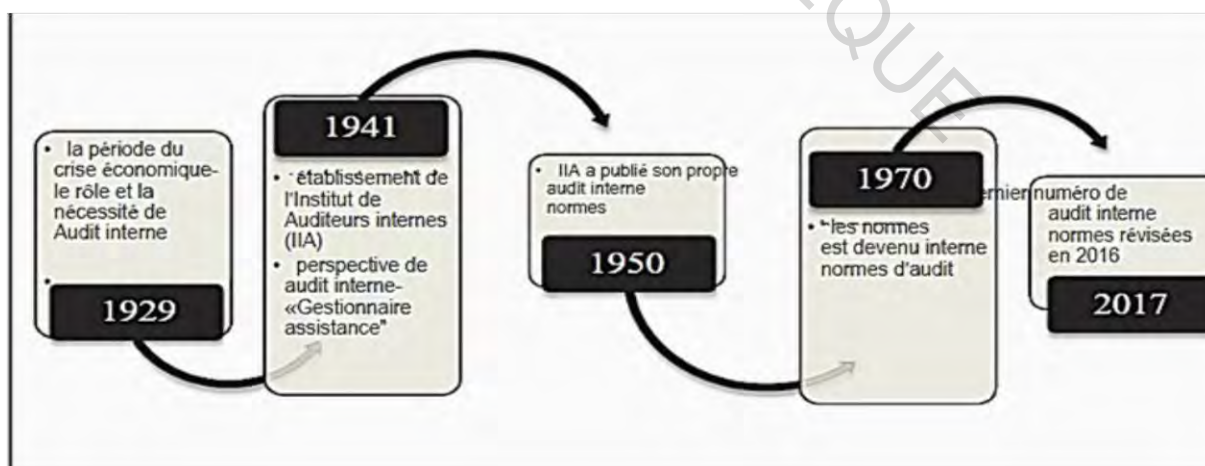 QUE
la période du
crise économique-
le rôle et la
nécessité de
Audit interne
1929
1941
établissement de
l'Institut de
Auditeurs internes
(IIA)
perspective de
audit interne-
«Gestionnaire
assistance"
IIA a publié son propre
audit interne
normes
1950
1970
"les normes
est devenu interne
normes d'audit
numéro de
audit interne
normes révisées
en 2016
2017